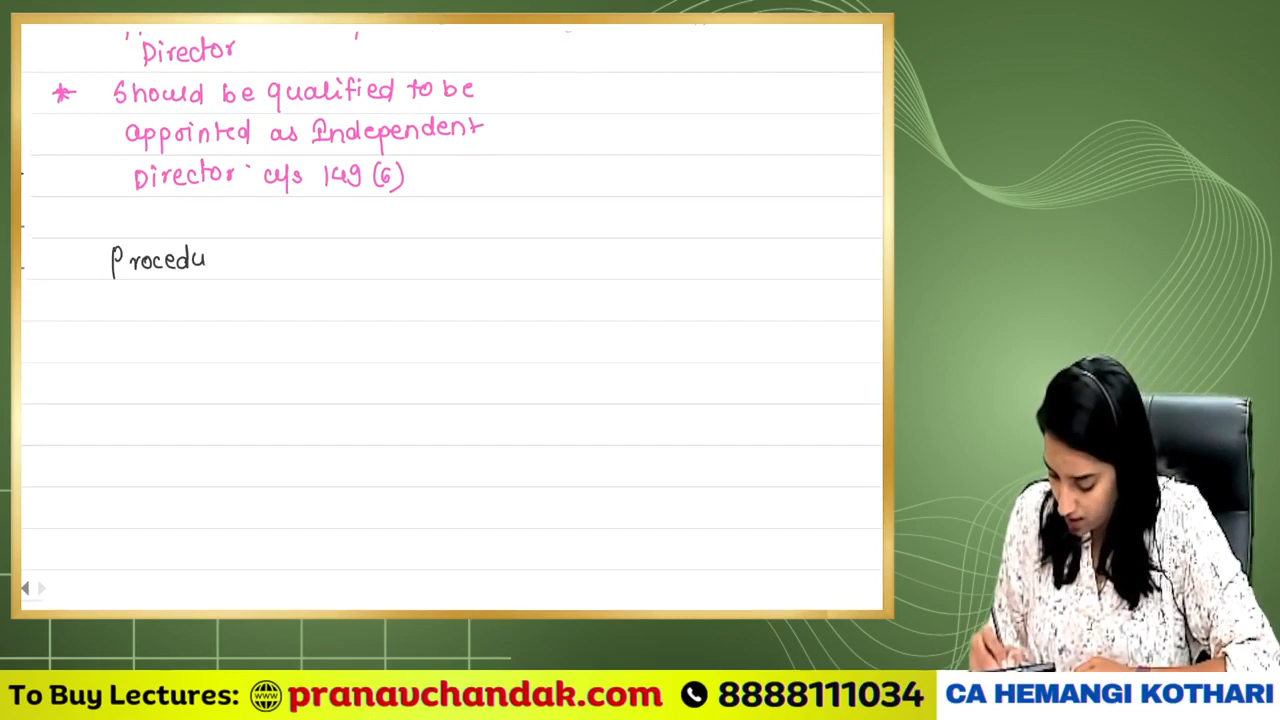 Director
* Should be qualified to be
appointed as Independent
Director u/s 149 (6)
Procedu
To Buy Lectures: pranavchandak.com 8888111034 CA HEMANGI KOTHARI